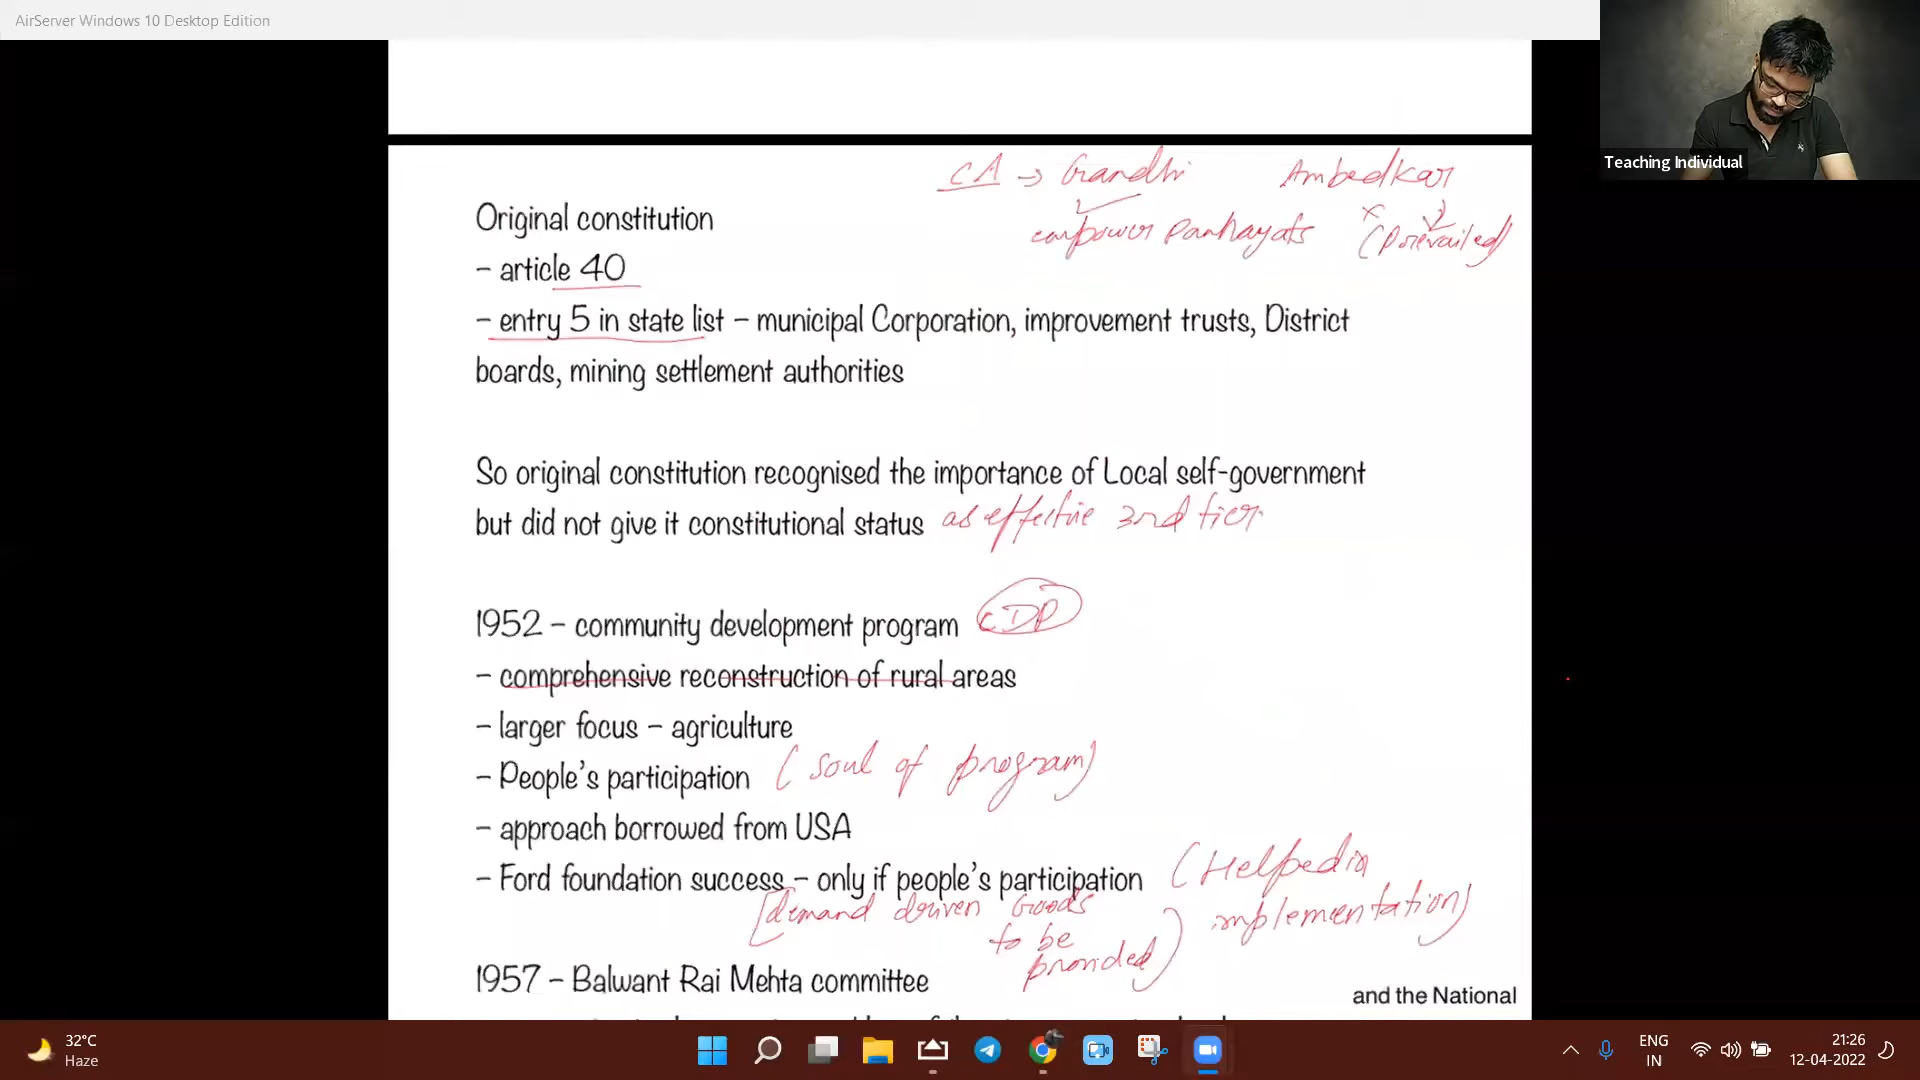 AirServer Windows 10 Desktop Edition
Teaching Individual
CA → Gandhi Ambedkar
empower Panhayats x (prevailed)
Original constitution
- article 40
- entry 5 in state list - municipal Corporation, improvement trusts, District
boards, mining settlement authorities
So original constitution recognised the importance of Local self-government
but did not give it constitutional status as effective 3rd tier
1952 - community development program CDP
- comprehensive reconstruction of rural areas
- larger focus - agriculture
- People's participation (soul of program)
- approach borrowed from USA
- Ford foundation success - only if people's participation (Helped in
implementation)
[demand driven Goods
to be
provided)
1957 - Balwant Rai Mehta committee
and the National
32°C
Haze
ENG
IN
21:26
12-04-2022